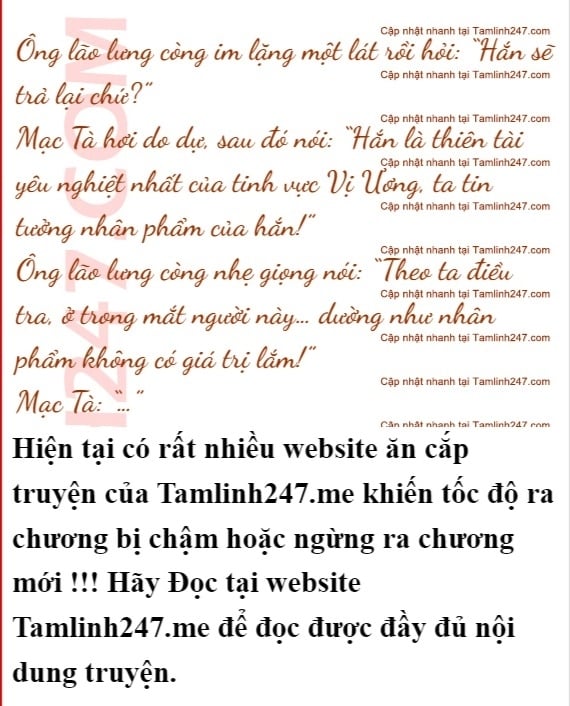 Cập nhật nhanh tại Tamlinh247.com
Ông lão lưng còng im lặng một lát rồi hỏi: “Hắn sẽ
Cập nhật nhanh tại Tamlinh247.com
trả lại chứ?”
Cập nhật nhanh tại Tamlinh247.com
Mạc Tà hơi do dự, sau đó nói: “Hắn là thiên tài
Cập nhật nhanh tại Tamlinh247.com
yêu nghiệt nhất của tinh vực Vị Ương, ta tin
Cập nhật nhanh tại Tamlinh247.com
tưởng nhân phẩm của hắn!”
Cập nhật nhanh tại Tamlinh247.com
Ông lão lưng còng nhẹ giọng nói: “Theo ta điều
Cập nhật nhanh tại Tamlinh247.com
tra, ở trong mắt người này... dường như nhân
Cập nhật nhanh tại Tamlinh247.com
phẩm không có giá trị lắm!”
Cập nhật nhanh tại Tamlinh247.com
Mạc Tà: “...”
Cập nhật nhanh tại Tamlinh247.com
247.COM
Hiện tại có rất nhiều website ăn cắp
truyện của Tamlinh247.me khiến tốc độ ra
chương bị chậm hoặc ngừng ra chương
mới !!! Hãy Đọc tại website
Tamlinh247.me để đọc được đầy đủ nội
dung truyện.